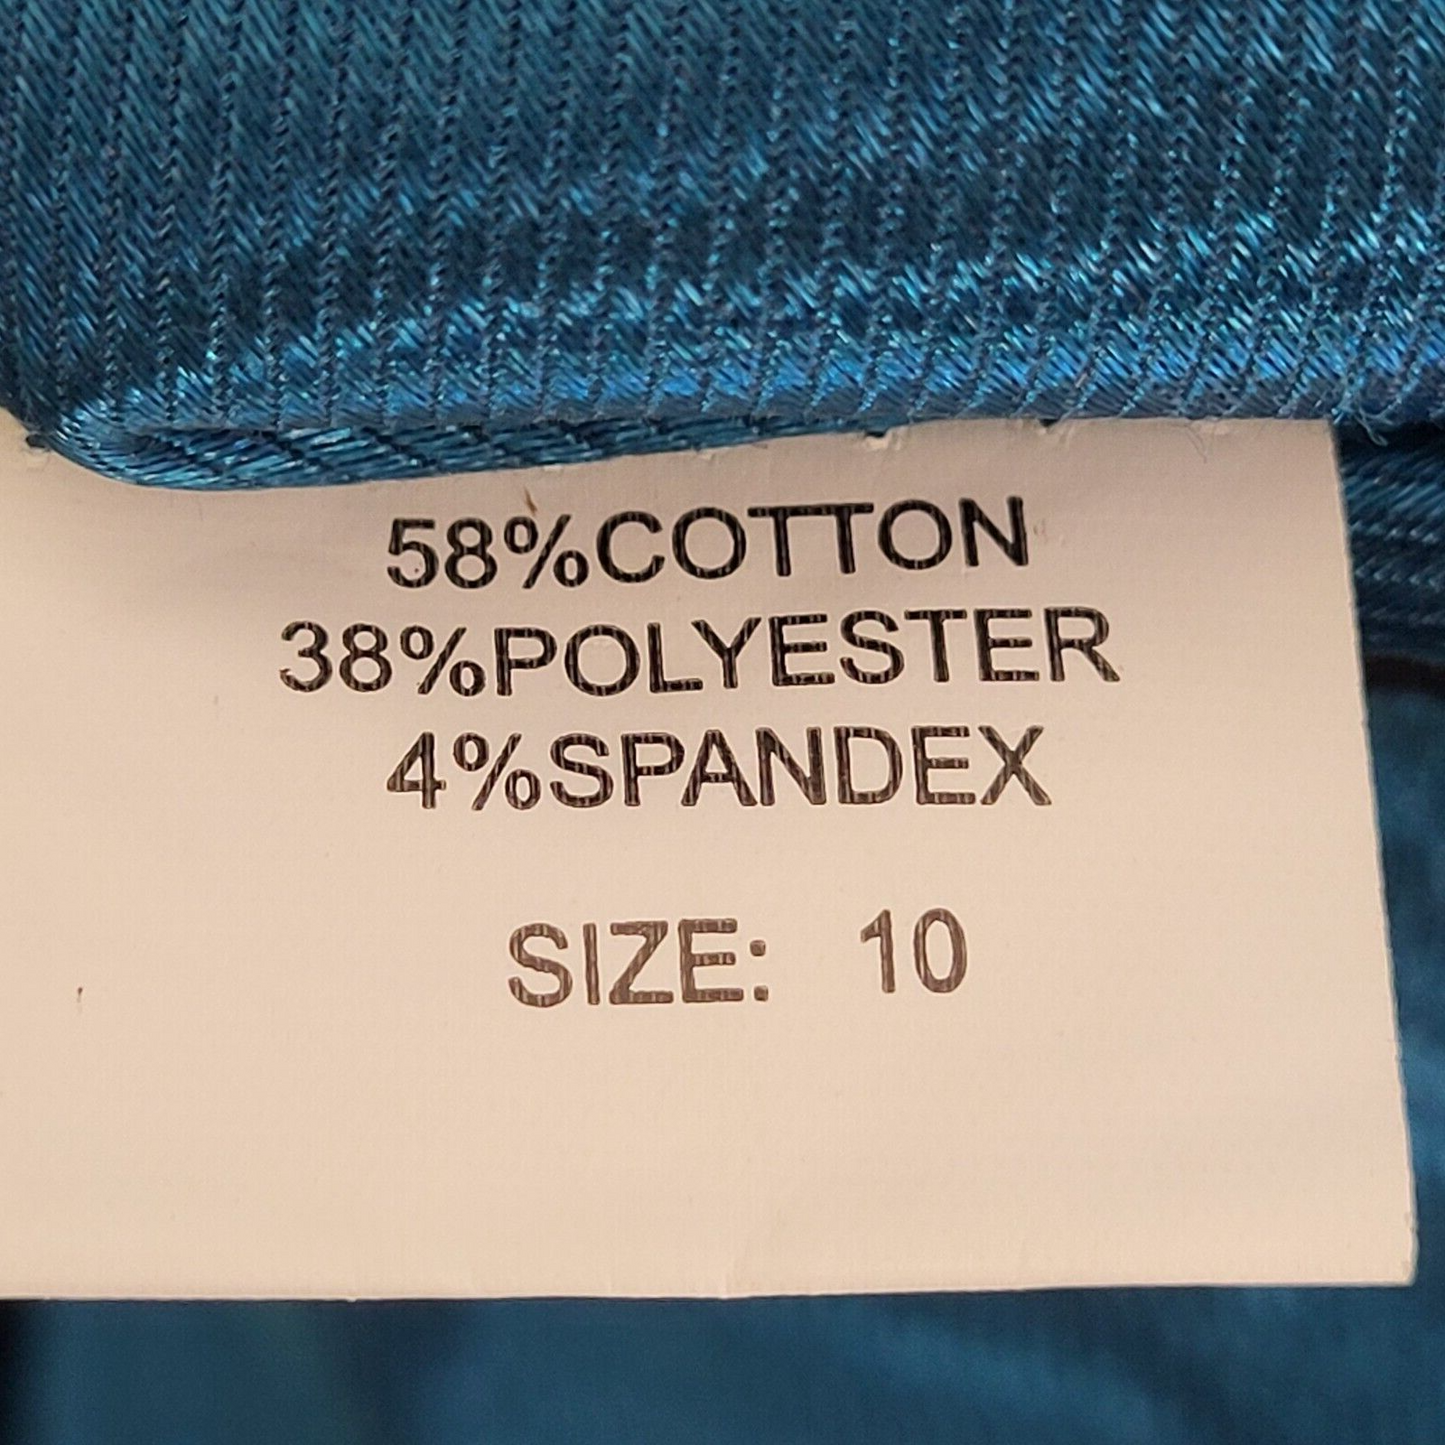 58%COTTON
38%POLYESTER
4%SPANDEX
SIZE: 10